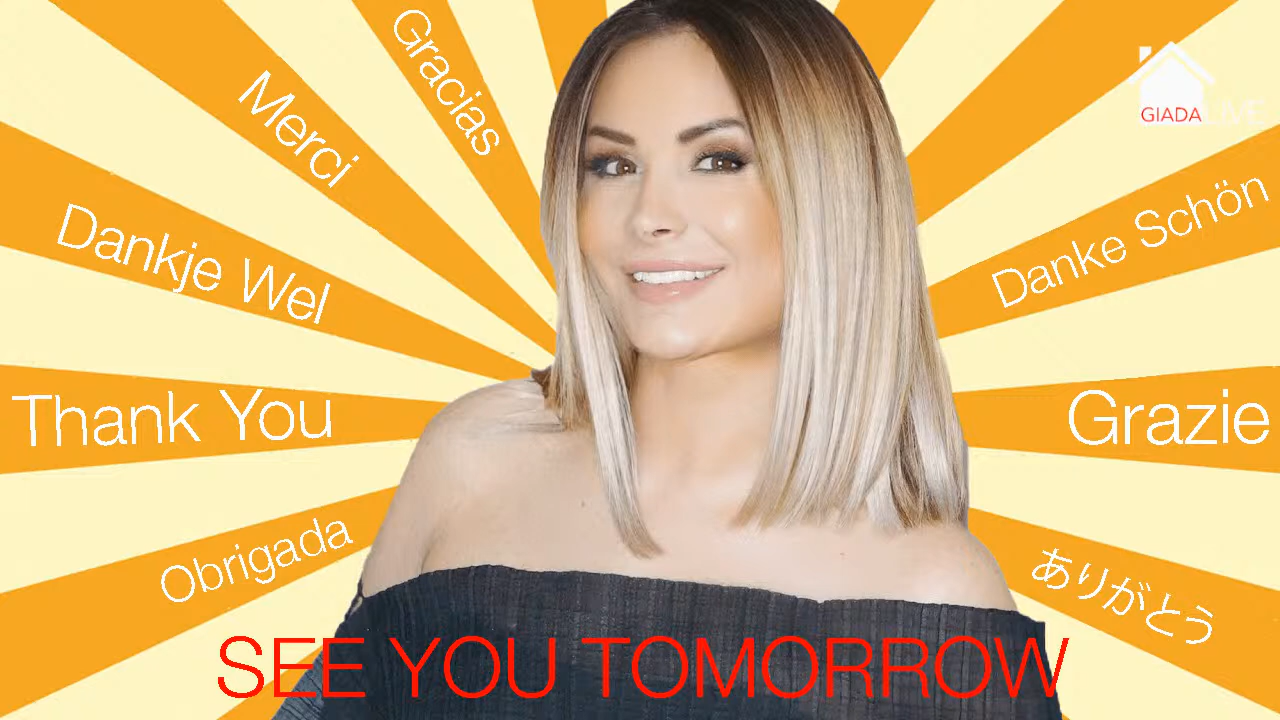 Gracias
Merci
GIADA LIVE
Dankje Wel
Danke Schön
Thank You
Grazie
Obrigada
ありがとう
SEE YOU TOMORROW